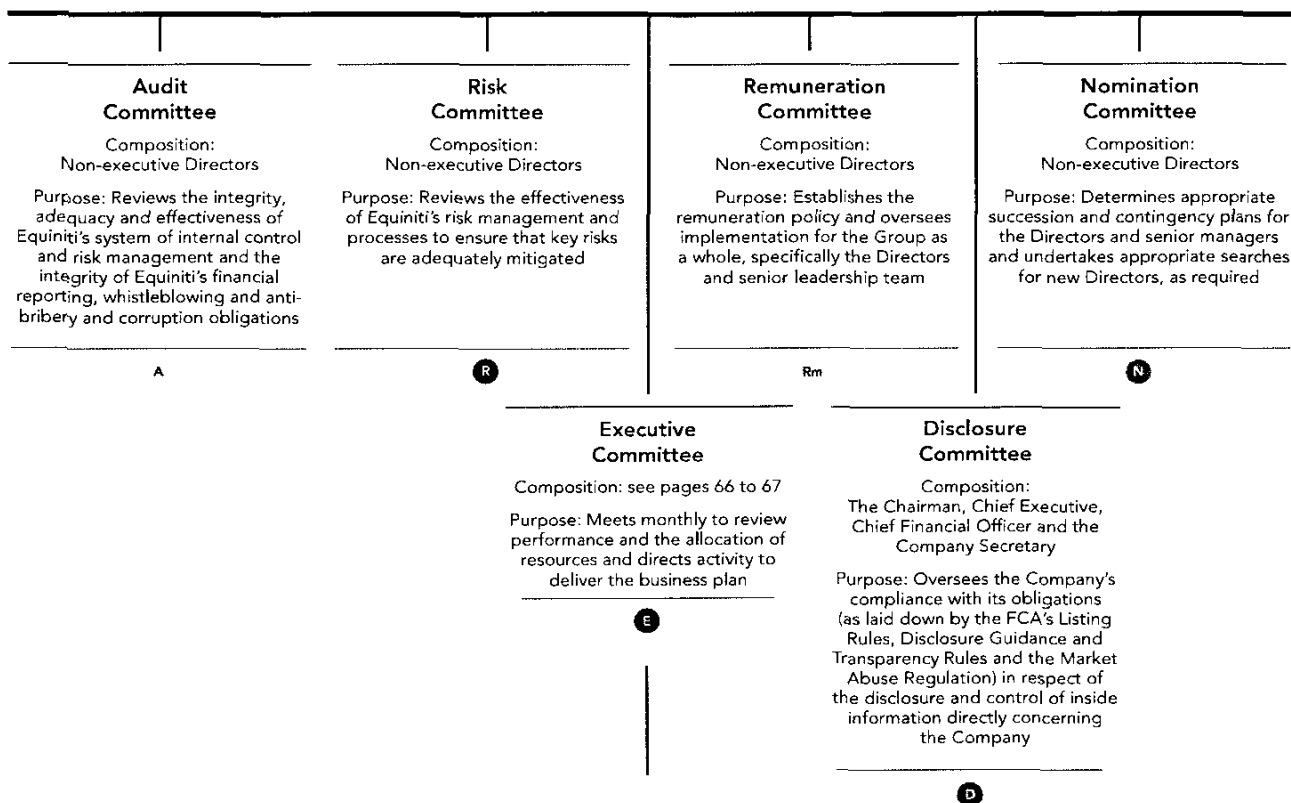 Audit
Committee
Composition:
Non-executive Directors
Purpose: Reviews the integrity,
adequacy and effectiveness of
Equiniti's system of internal control
and risk management and the
integrity of Equiniti's financial
reporting, whistleblowing and anti-
bribery and corruption obligations
A
Risk
Committee
Composition:
Non-executive Directors
Purpose: Reviews the effectiveness
of Equiniti's risk management and
processes to ensure that key risks
are adequately mitigated
R
Remuneration
Committee
Composition:
Non-executive Directors
Purpose: Establishes the
remuneration policy and oversees
implementation for the Group as
a whole, specifically the Directors
and senior leadership team
Rm
Nomination
Committee
Composition:
Non-executive Directors
Purpose: Determines appropriate
succession and contingency plans for
the Directors and senior managers
and undertakes appropriate searches
for new Directors, as required
N
Executive
Committee
Composition: see pages 66 to 67
Purpose: Meets monthly to review
performance and the allocation of
resources and directs activity to
deliver the business plan
E
Disclosure
Committee
Composition:
The Chairman, Chief Executive,
Chief Financial Officer and the
Company Secretary
Purpose: Oversees the Company's
compliance with its obligations
(as laid down by the FCA's Listing
Rules, Disclosure Guidance and
Transparency Rules and the Market
Abuse Regulation) in respect of
the disclosure and control of inside
information directly concerning
the Company
D